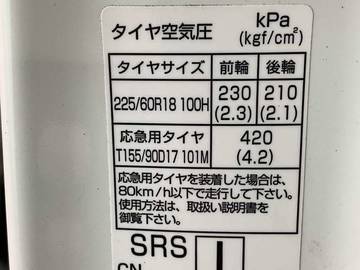 タイヤ空気圧 kPa
(kgf/cm²)
タイヤサイズ 前輪 後輪
225/60R18 100H 230 210
(2.3) (2.1)
応急用タイヤ 420
T155/90D17 101M (4.2)
応急用タイヤを装着した場合は、
80km/h以下で走行して下さい。
使用方法は、取扱い説明書を
御覧下さい。
SRS